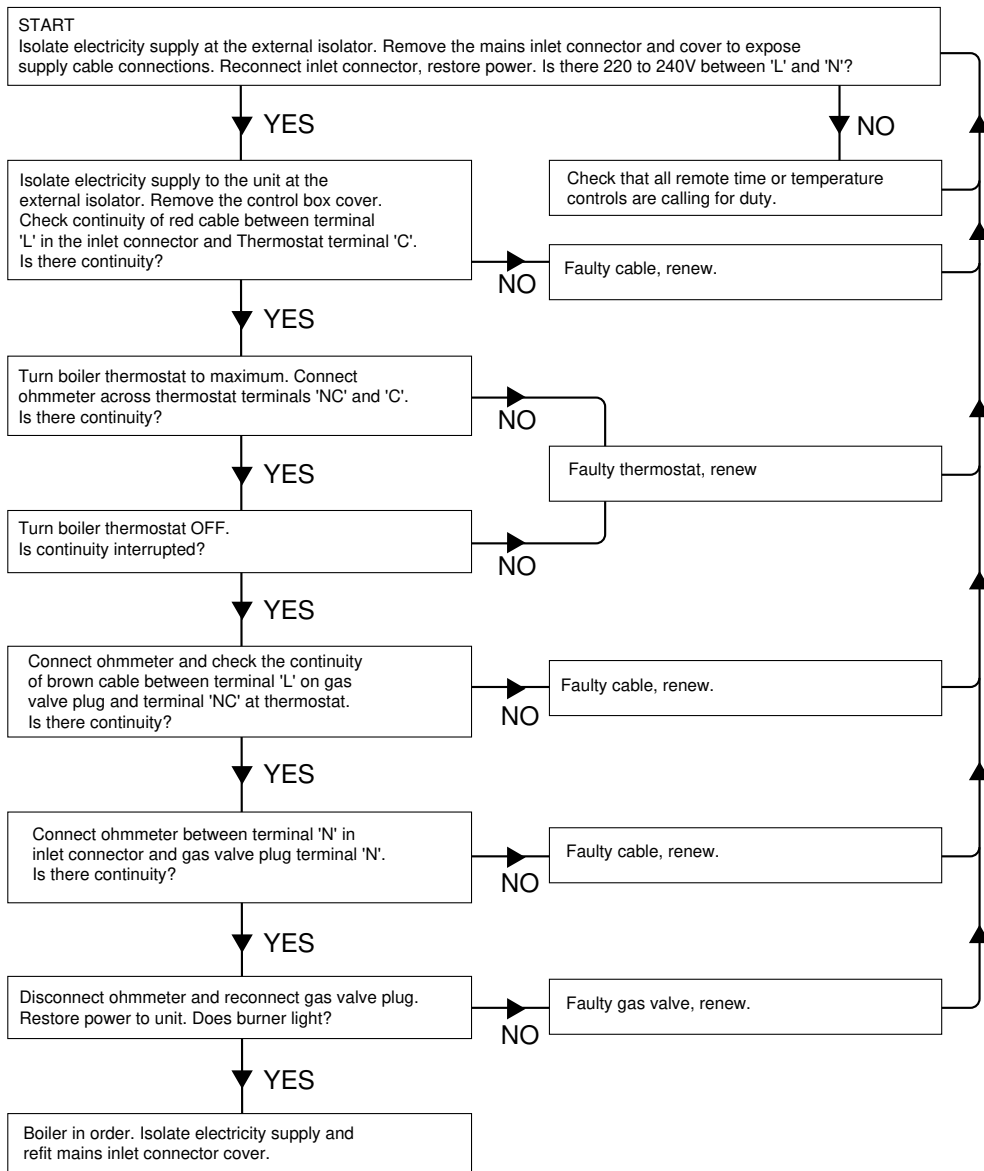 START
Isolate electricity supply at the external isolator. Remove the mains inlet connector and cover to expose
supply cable connections. Reconnect inlet connector, restore power. Is there 220 to 240V between 'L' and 'N'?
YES
NO
Isolate electricity supply to the unit at the
external isolator. Remove the control box cover.
Check continuity of red cable between terminal
'L' in the inlet connector and Thermostat terminal 'C'.
Is there continuity?
Check that all remote time or temperature
controls are calling for duty.
NO
Faulty cable, renew.
YES
Turn boiler thermostat to maximum. Connect
ohmmeter across thermostat terminals 'NC' and 'C'.
Is there continuity?
NO
YES
Faulty thermostat, renew
Turn boiler thermostat OFF.
Is continuity interrupted?
NO
YES
Connect ohmmeter and check the continuity
of brown cable between terminal 'L' on gas
valve plug and terminal 'NC' at thermostat.
Is there continuity?
NO
Faulty cable, renew.
YES
Connect ohmmeter between terminal 'N' in
inlet connector and gas valve plug terminal 'N'.
Is there continuity?
NO
Faulty cable, renew.
YES
Disconnect ohmmeter and reconnect gas valve plug.
Restore power to unit. Does burner light?
NO
Faulty gas valve, renew.
YES
Boiler in order. Isolate electricity supply and
refit mains inlet connector cover.